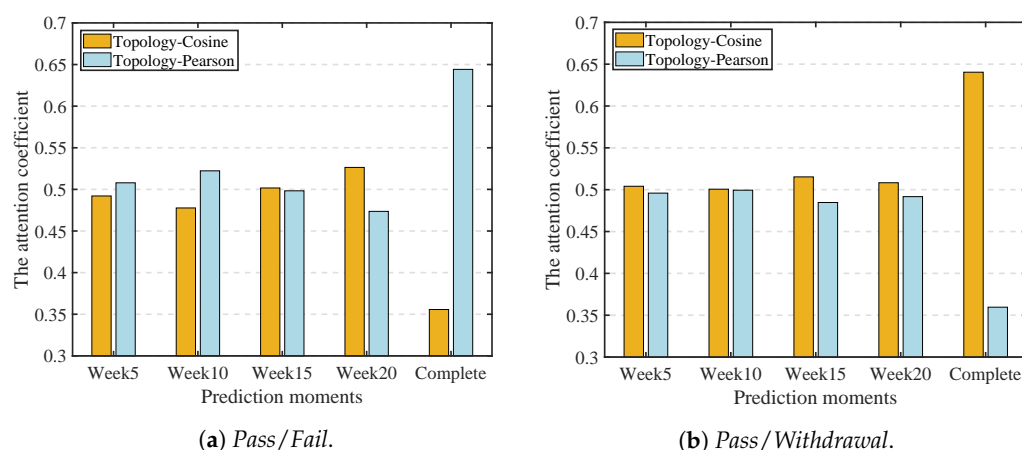 0.7
0.65
0.6
0.55
0.5
0.45
0.4
0.35
0.3
The attention coefficient
Topology-Cosine
Topology-Pearson
Week5 Week10 Week15 Week20 Complete
Prediction moments
(a) Pass/Fail.
0.7
0.65
0.6
0.55
0.5
0.45
0.4
0.35
0.3
The attention coefficient
Topology-Cosine
Topology-Pearson
Week5 Week10 Week15 Week20 Complete
Prediction moments
(b) Pass/Withdrawal.